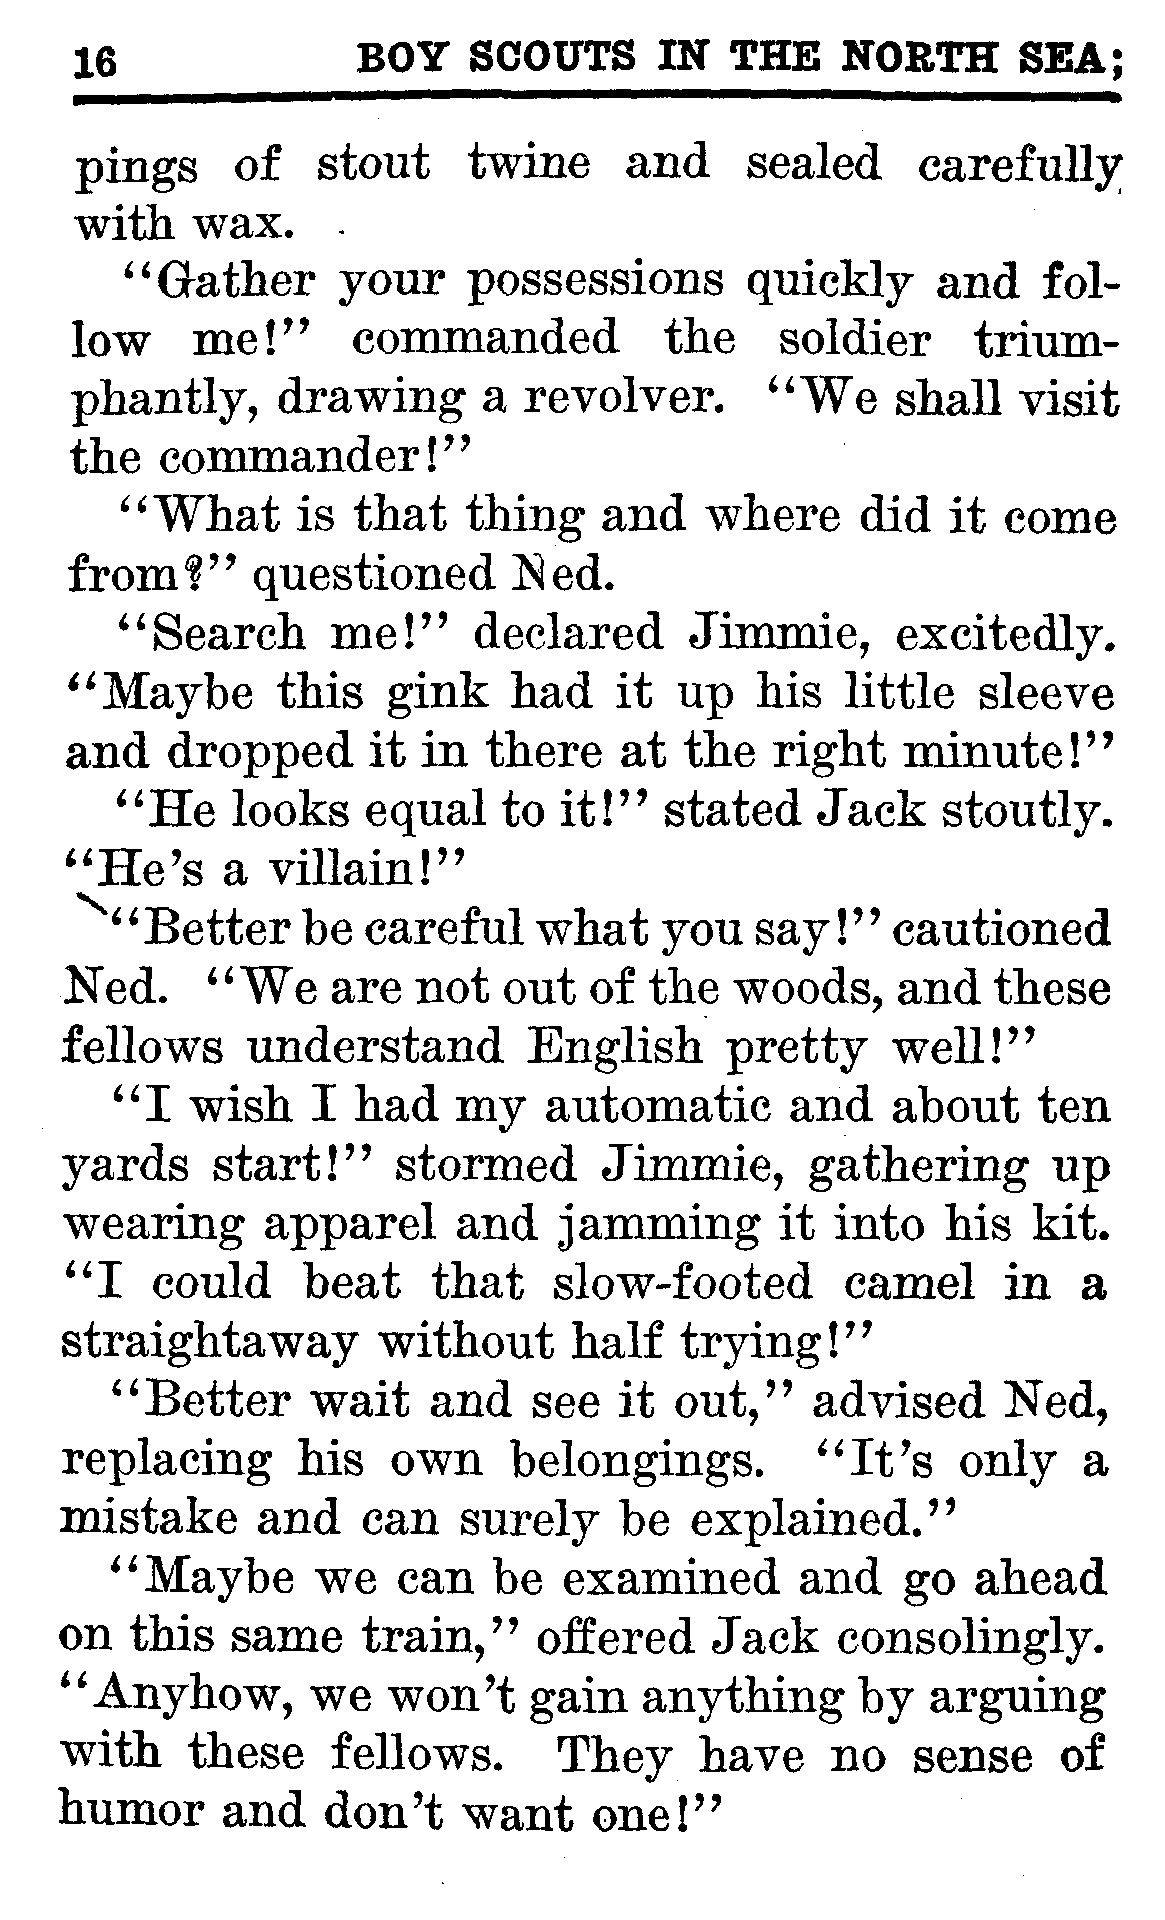 16 BOY SCOUTS IN THE NORTH SEA;
pings of stout twine and sealed carefully
with wax.
"Gather your possessions quickly and fol-
low me!" commanded the soldier trium-
phantly, drawing a revolver. "We shall visit
the commander!"
"What is that thing and where did it come
from?" questioned Ned.
"Search me!" declared Jimmie, excitedly.
"Maybe this gink had it up his little sleeve
and dropped it in there at the right minute!"
"He looks equal to it!" stated Jack stoutly.
"He's a villain!"
"Better be careful what you say!" cautioned
Ned. "We are not out of the woods, and these
fellows understand English pretty well!"
"I wish I had my automatic and about ten
yards start!" stormed Jimmie, gathering up
wearing apparel and jamming it into his kit.
"I could beat that slow-footed camel in a
straightaway without half trying!"
"Better wait and see it out," advised Ned,
replacing his own belongings. "It's only a
mistake and can surely be explained."
"Maybe we can be examined and go ahead
on this same train," offered Jack consolingly.
"Anyhow, we won't gain anything by arguing
with these fellows. They have no sense of
humor and don't want one!"